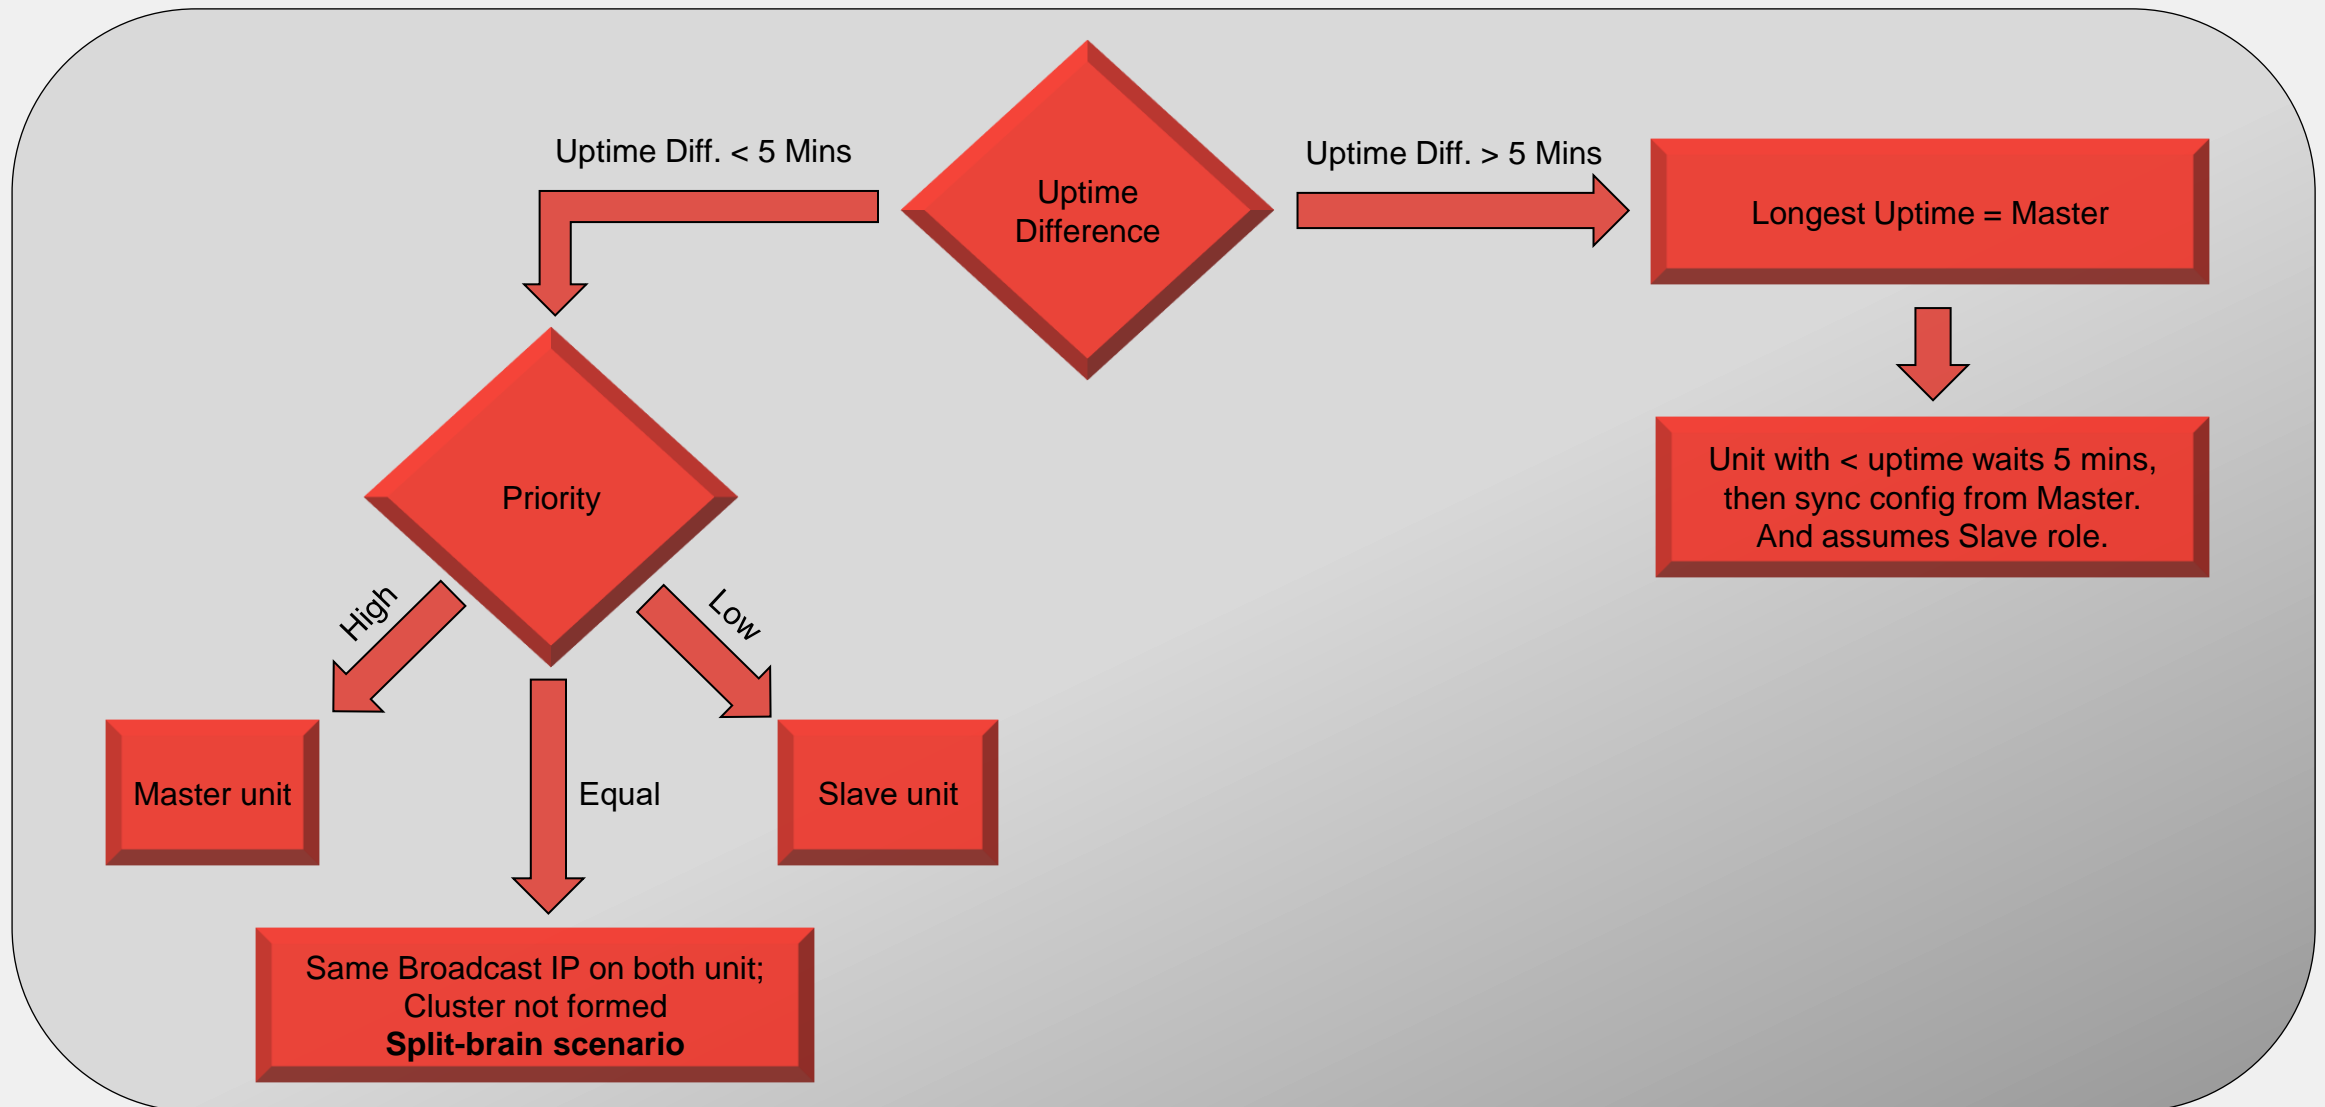 Uptime Diff. < 5 Mins
Uptime
Difference
Uptime Diff. > 5 Mins
Longest Uptime = Master
Unit with < uptime waits 5 mins,
then sync config from Master.
And assumes Slave role.
Priority
High
Low
Master unit
Equal
Slave unit
Same Broadcast IP on both unit;
Cluster not formed
Split-brain scenario